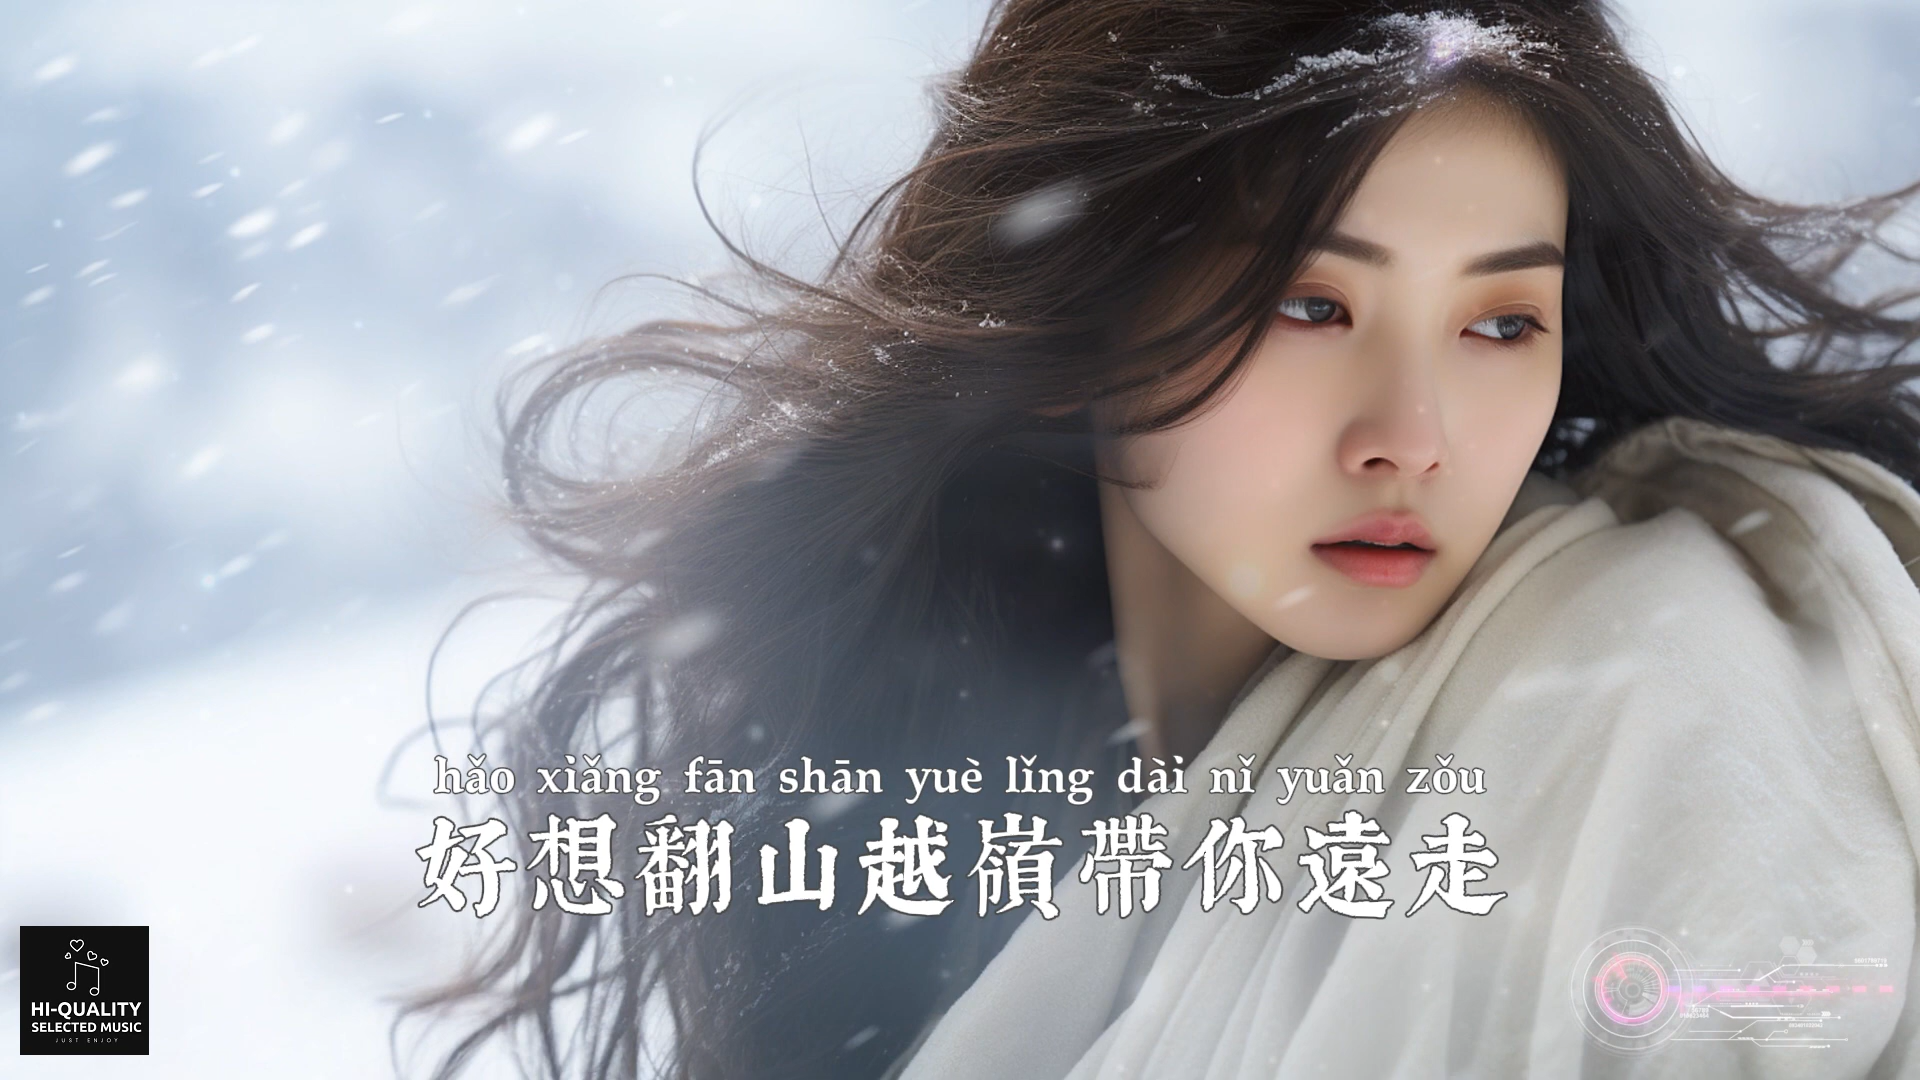 hǎo xiǎng fān shān yuè lǐng dài nǐ yuǎn zǒu
好想翻山越嶺帶你遠走
HI-QUALITY
SELECTED MUSIC
JUST ENJOY